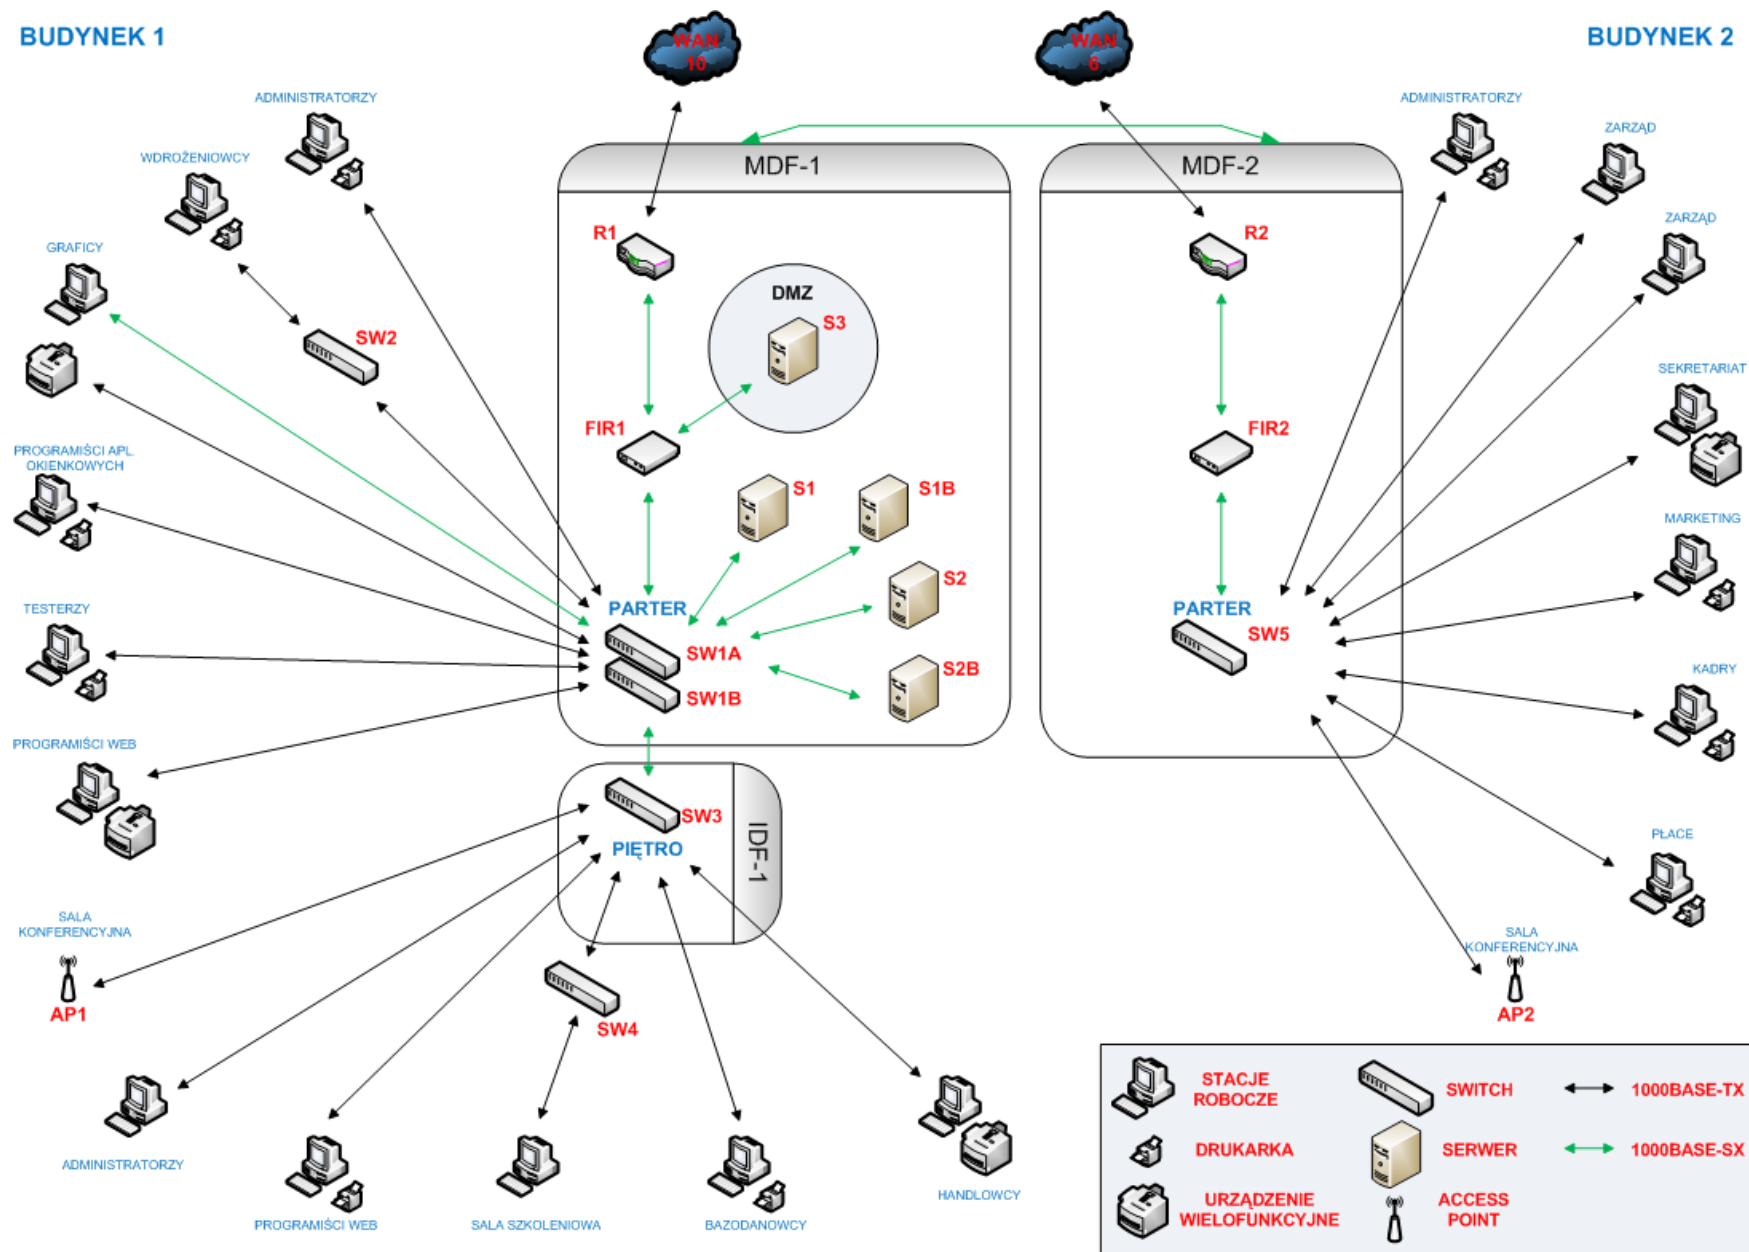 BUDYNEK 1
WAN
10
WAN
6
BUDYNEK 2
ADMINISTRATORZY
WDROŻENIOWCY
GRAFICY
SW2
PROGRAMIŚCI APL.
OKIENKOWYCH
TESTERZY
PROGRAMIŚCI WEB
SALA
KONFERENCYJNA
AP1
MDF-1
R1
DMZ
S3
FIR1
S1
S1B
S2
S2B
PARTER
SW1A
SW1B
SW3
PIĘTRO
IDF-1
SW4
ADMINISTRATORZY
PROGRAMIŚCI WEB
SALA SZKOLENIOWA
BAZODANOWCY
HANDLOWCY
MDF-2
R2
FIR2
PARTER
SW5
ADMINISTRATORZY
ZARZĄD
ZARZĄD
SEKRETARIAT
MARKETING
KADRY
PŁACE
SALA
KONFERENCYJNA
AP2
STACJE
ROBOCZE
SWITCH
1000BASE-TX
DRUKARKA
SERWER
1000BASE-SX
URZĄDZENIE
WIELOFUNKCYJNE
ACCESS
POINT